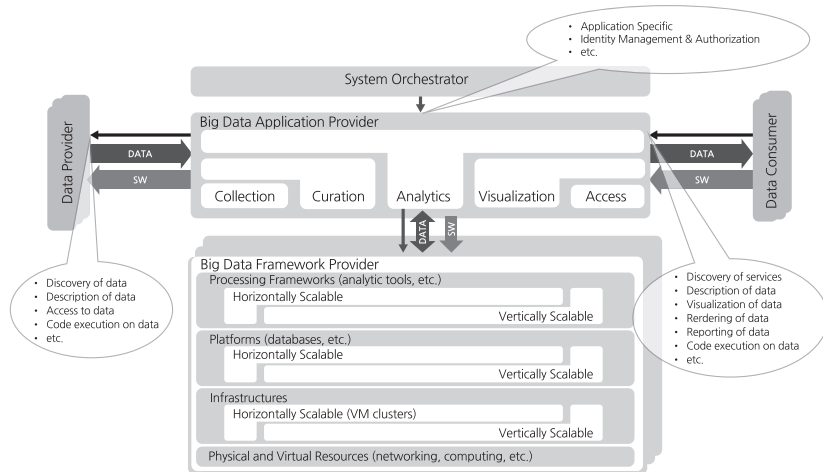 • Application Specific
• Identity Management & Authorization
• etc.
System Orchestrator
Big Data Application Provider
Data Provider
DATA
SW
Collection
Curation
Analytics
Visualization
Access
DATA
SW
Data Consumer
DATA
SW
Big Data Framework Provider
Processing Frameworks (analytic tools, etc.)
Horizontally Scalable
Vertically Scalable
Platforms (databases, etc.)
Horizontally Scalable
Vertically Scalable
Infrastructures
Horizontally Scalable (VM clusters)
Vertically Scalable
Physical and Virtual Resources (networking, computing, etc.)
• Discovery of data
• Description of data
• Access to data
• Code execution on data
• etc.
• Discovery of services
• Description of data
• Visualization of data
• Rendering of data
• Reporting of data
• Code execution on data
• etc.